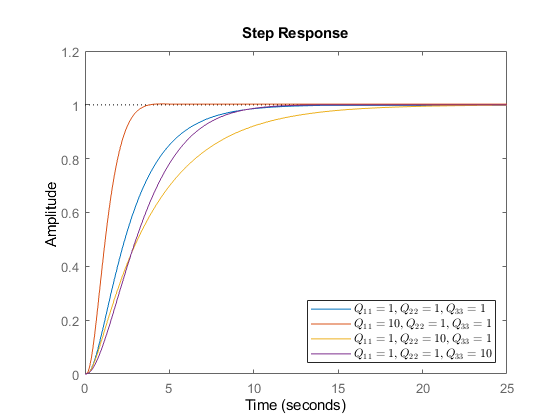 Step Response
1.2
1
0.8
0.6
0.4
0.2
0
Amplitude
Q₁₁ = 1, Q₂₂ = 1, Q₃₃ = 1
Q₁₁ = 10, Q₂₂ = 1, Q₃₃ = 1
Q₁₁ = 1, Q₂₂ = 10, Q₃₃ = 1
Q₁₁ = 1, Q₂₂ = 1, Q₃₃ = 10
0 5 10 15 20 25
Time (seconds)